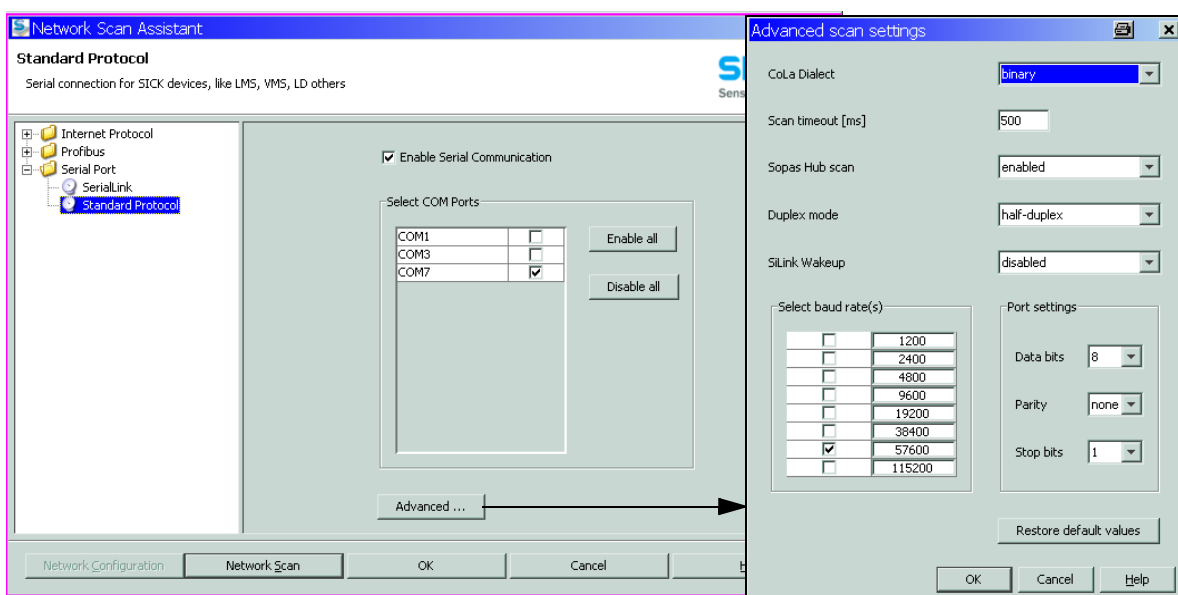 Network Scan Assistant
Standard Protocol
Serial connection for SICK devices, like LMS, VMS, LD others
Sens
Internet Protocol
Profibus
Serial Port
SerialLink
Standard Protocol
Enable Serial Communication
Select COM Ports
COM1
COM3
COM7
Enable all
Disable all
Advanced ...
Network Configuration
Network Scan
OK
Cancel
Advanced scan settings
CoLa Dialect
binary
Scan timeout [ms]
500
Sopas Hub scan
enabled
Duplex mode
half-duplex
SiLink Wakeup
disabled
Select baud rate(s)
1200
2400
4800
9600
19200
38400
57600
115200
Port settings
Data bits
8
Parity
none
Stop bits
1
Restore default values
OK
Cancel
Help